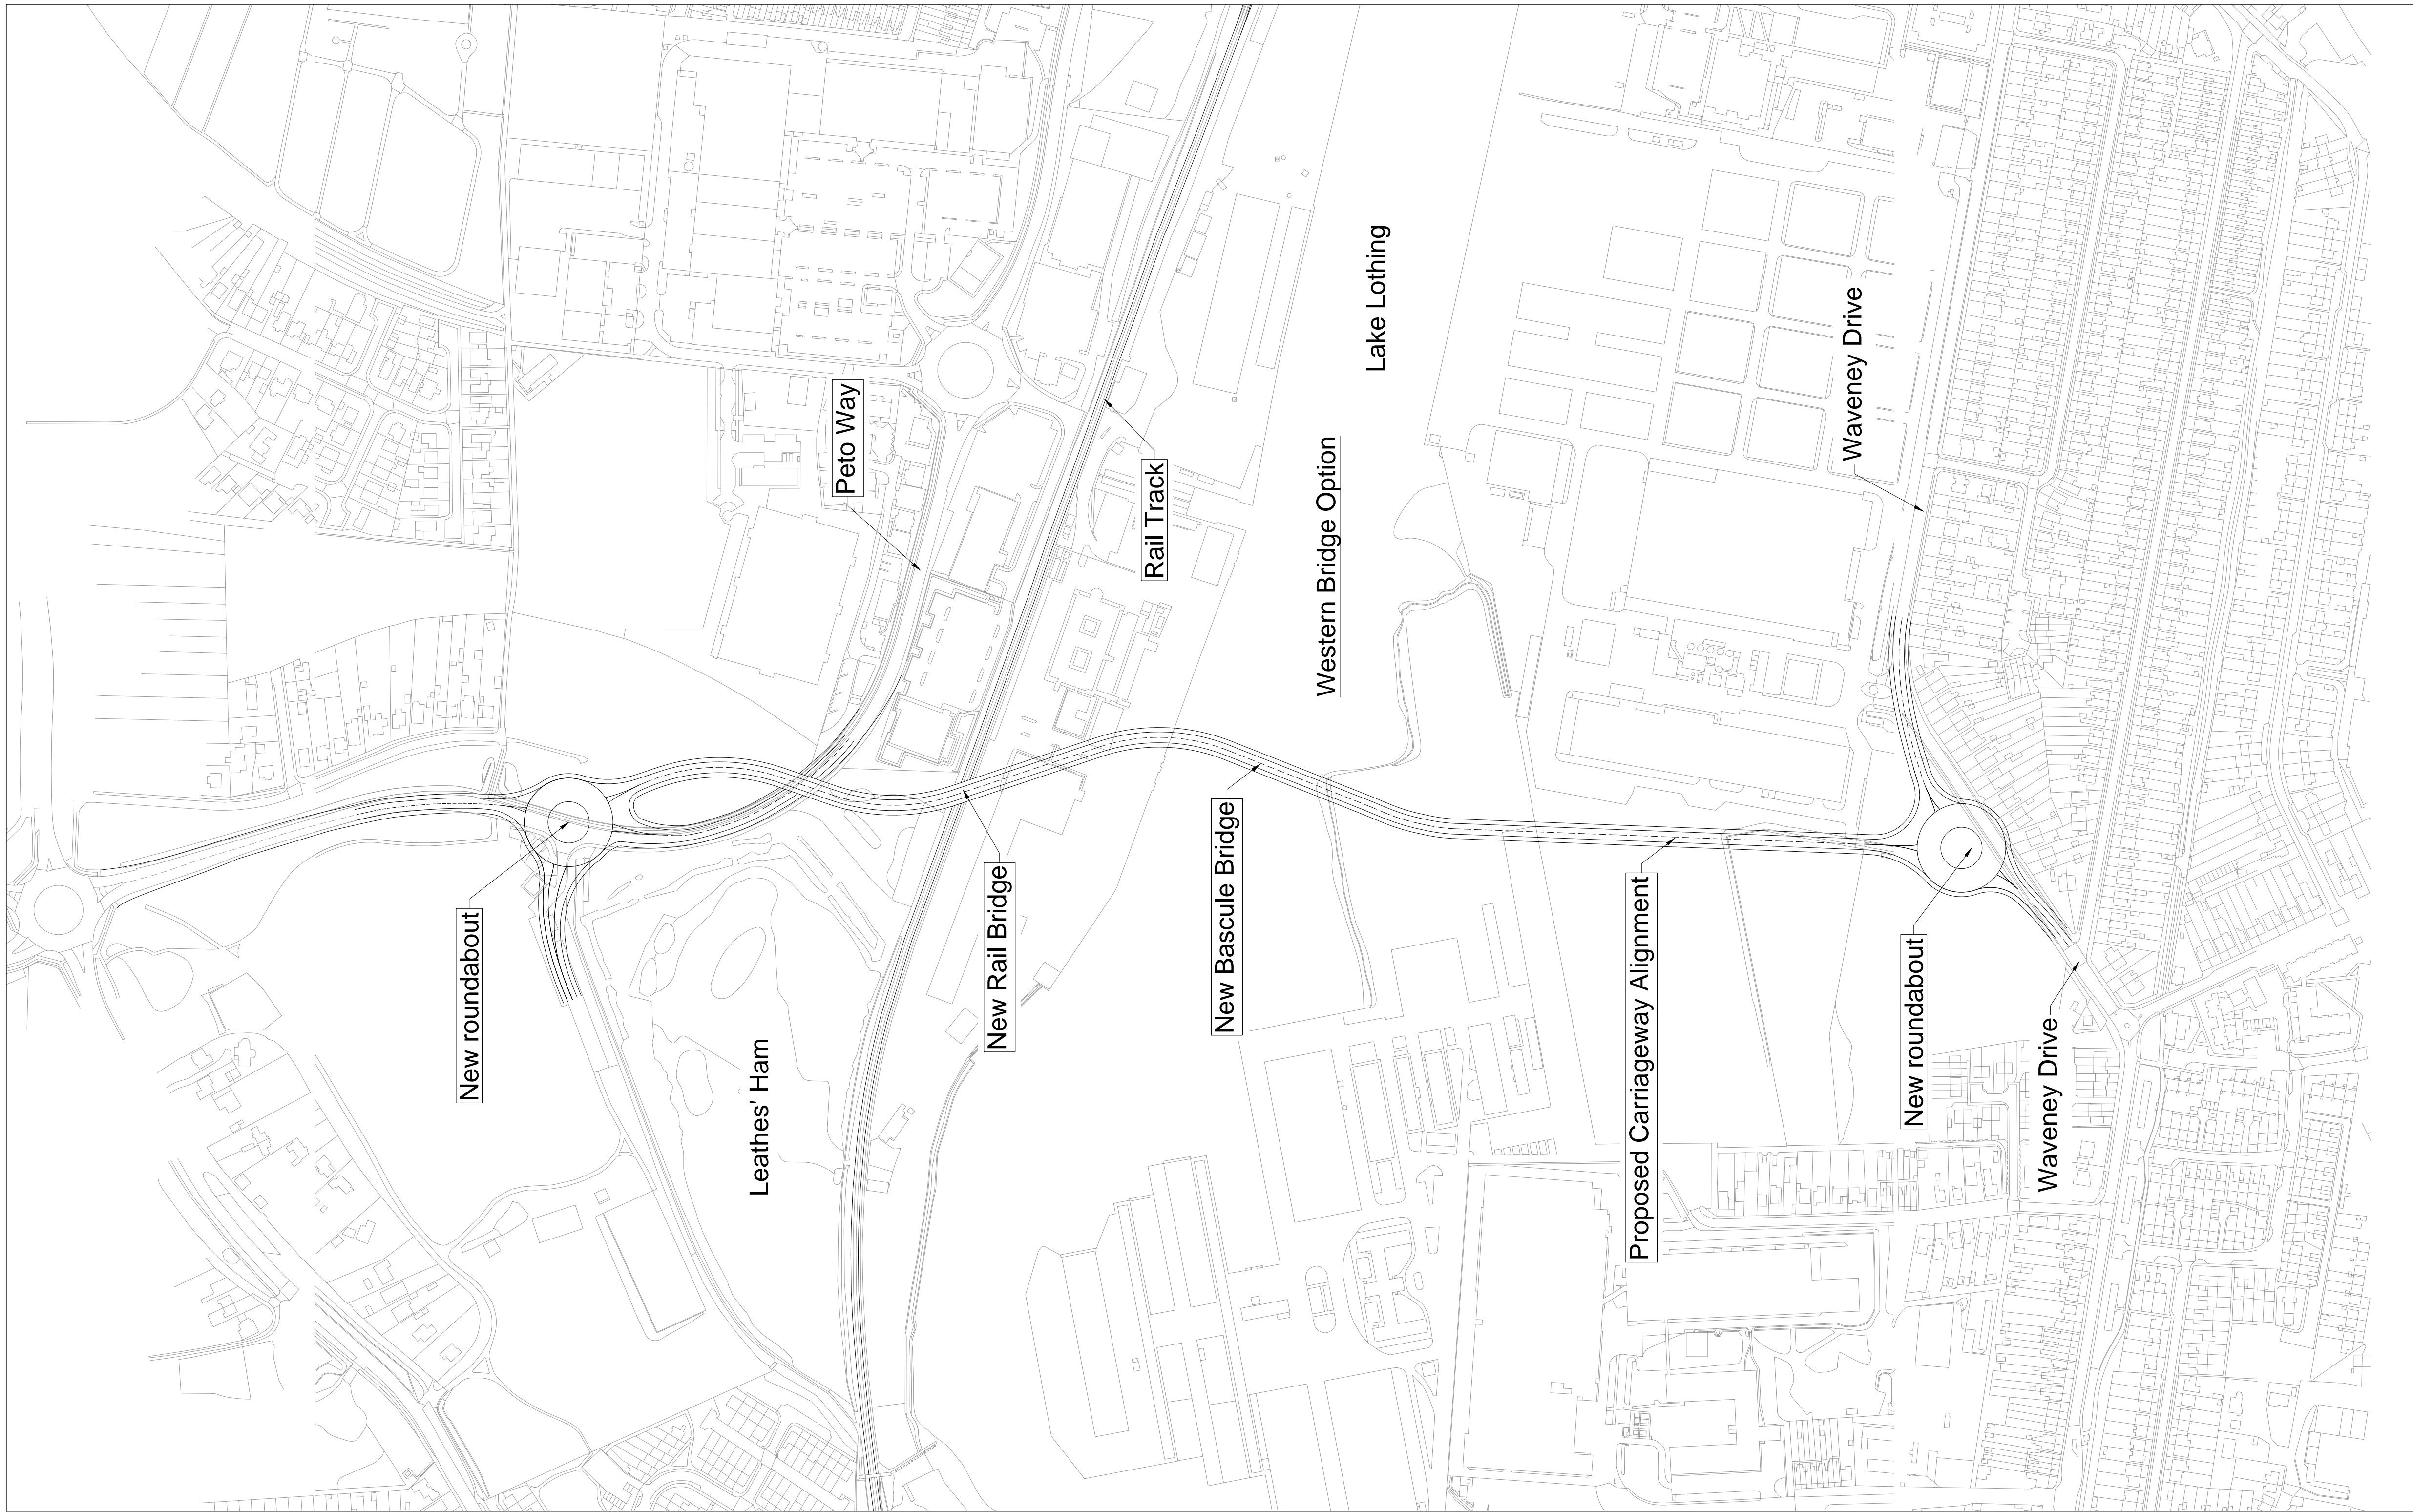 New roundabout
Leathes' Ham
Peto Way
New Rail Bridge
Rail Track
New Bascule Bridge
Western Bridge Option
Lake Lothing
Proposed Carriageway Alignment
Waveney Drive
New roundabout
Waveney Drive